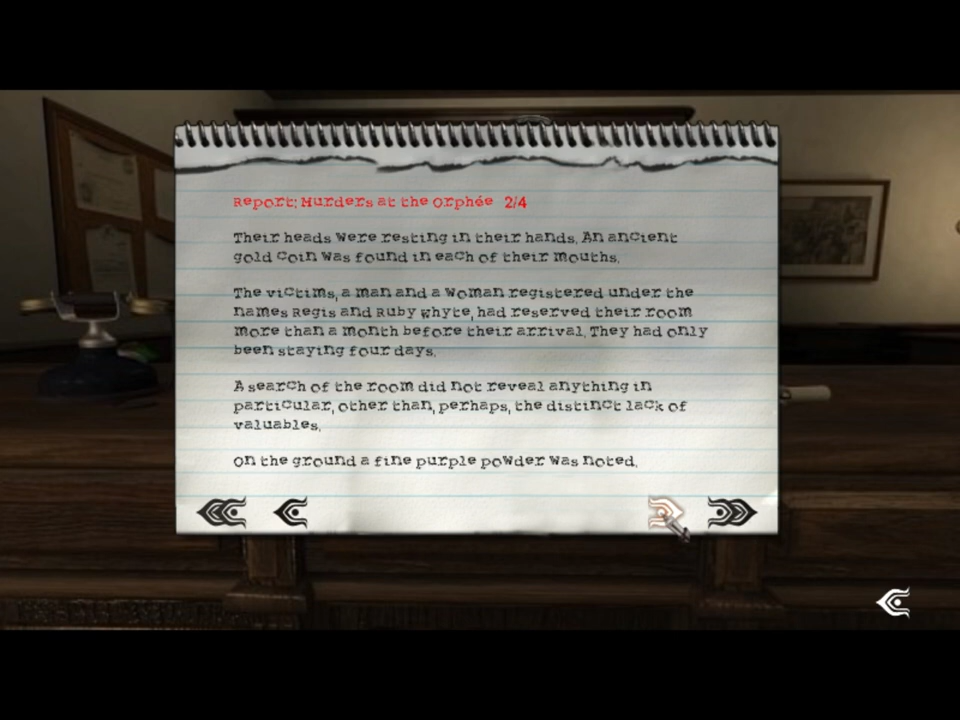 Report: Murders at the Orphée 2/4
Their heads were resting in their hands. An ancient
gold coin was found in each of their mouths.
The victims, a man and a woman registered under the
names Regis and Ruby Whyte, had reserved their room
more than a month before their arrival. They had only
been staying four days.
A search of the room did not reveal anything in
particular, other than, perhaps, the distinct lack of
valuables.
On the ground a fine purple powder was noted.